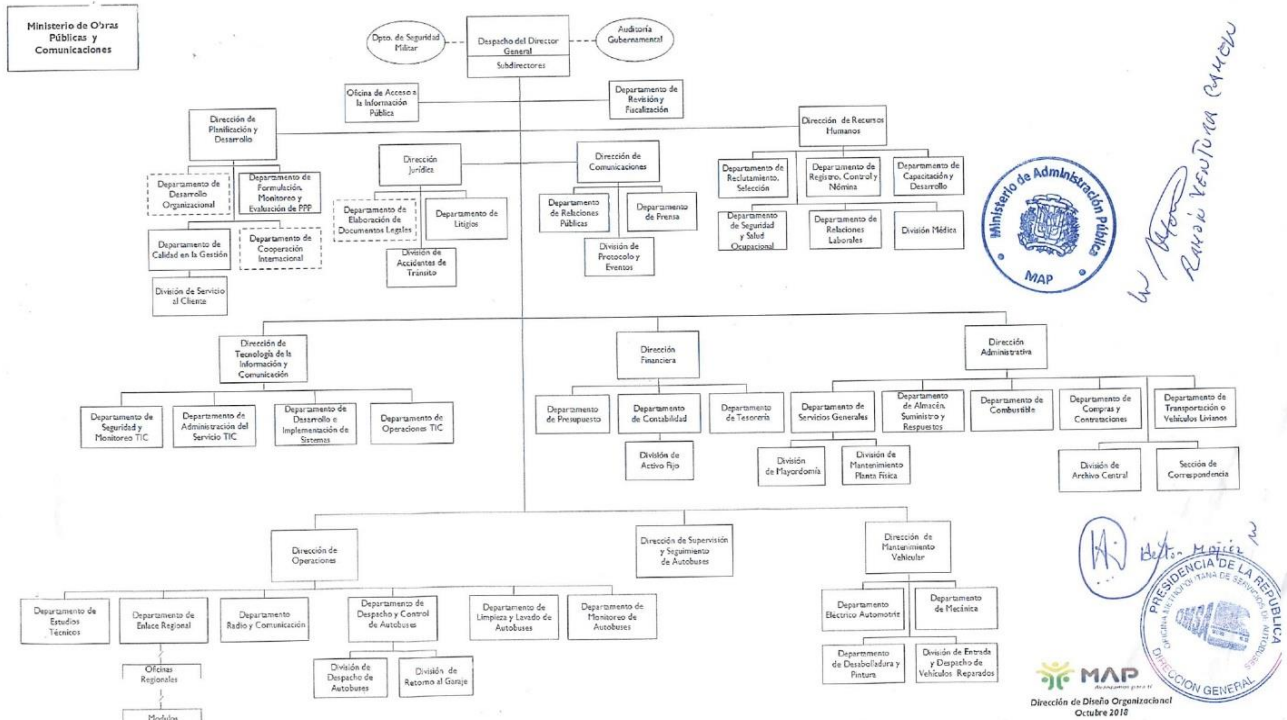 Ministerio de Obras
Públicas y
Comunicaciones
Dpto. de Seguridad
Militar
Despacho del Director
General
Subdirectores
Auditoría
Gubernamental
Oficina de Acceso a
la Información
Pública
Departamento de
Revisión y
Fiscalización
Dirección de
Planificación y
Desarrollo
Dirección de Recursos
Humanos
Dirección
Jurídica
Dirección de
Comunicaciones
Departamento de
Desarrollo
Organizacional
Departamento de
Formulación,
Monitoreo y
Evaluación de PPP
Departamento de
Calidad en la Gestión
Departamento de
Cooperación
Internacional
División de Servicio
al Cliente
Departamento de
Elaboración de
Documentos Legales
Departamento de
Litigios
División de
Accidentes de
Tránsito
Departamento
de Relaciones
Públicas
Departamento
de Prensa
División de
Protocolo y
Eventos
Departamento de
Reclutamiento,
Selección
Departamento de
Registro, Control y
Nómina
Departamento de
Capacitación y
Desarrollo
Departamento
de Seguridad
y Salud
Ocupacional
Departamento de
Relaciones
Laborales
División Médica
Ministerio de Administración Pública
MAP
RAMÓN VENTURA CAMEJO
Dirección de
Tecnología de la
Información y
Comunicación
Dirección
Financiera
Dirección
Administrativa
Departamento de
Seguridad y
Monitoreo TIC
Departamento de
Administración del
Servicio TIC
Departamento de
Desarrollo e
Implementación de
Sistemas
Departamento de
Operaciones TIC
Departamento
de Presupuesto
Departamento
de Contabilidad
Departamento
de Tesorería
División de
Activo Fijo
Departamento de
Servicios Generales
Departamento
de Almacén,
Suministro y
Respuestos
Departamento de
Combustible
Departamento de
Compras y
Contrataciones
Departamento de
Transportación o
Vehículos Livianos
División
de Mayordomía
División de
Mantenimiento
Planta Física
División de
Archivo Central
Sección de
Correspondencia
Dirección de
Operaciones
Dirección de Supervisión y
Seguimiento
de Autobuses
Dirección de
Mantenimiento
Vehicular
Departamento de
Estudios
Técnicos
Departamento de
Enlace Regional
Departamento
Radio y Comunicación
Departamento de
Despacho y Control
de Autobuses
Departamento de
Limpieza y Lavado de
Autobuses
Departamento de
Monitoreo de
Autobuses
Oficinas
Regionales
Modulos
División de
Despacho de
Autobuses
División de
Retorno al Garaje
Departamento
Eléctrico Automotriz
Departamento
de Mecánica
Departamento
de Desabolladura y
Pintura
División de Entrada
y Despacho de
Vehículos Reparados
PRESIDENCIA DE LA REPÚBLICA
OFICINA METROPOLITANA DE SERVICIOS DE AUTOBUSES
DIRECCION GENERAL
MAP
Dirección de Diseño Organizacional
Octubre 2018